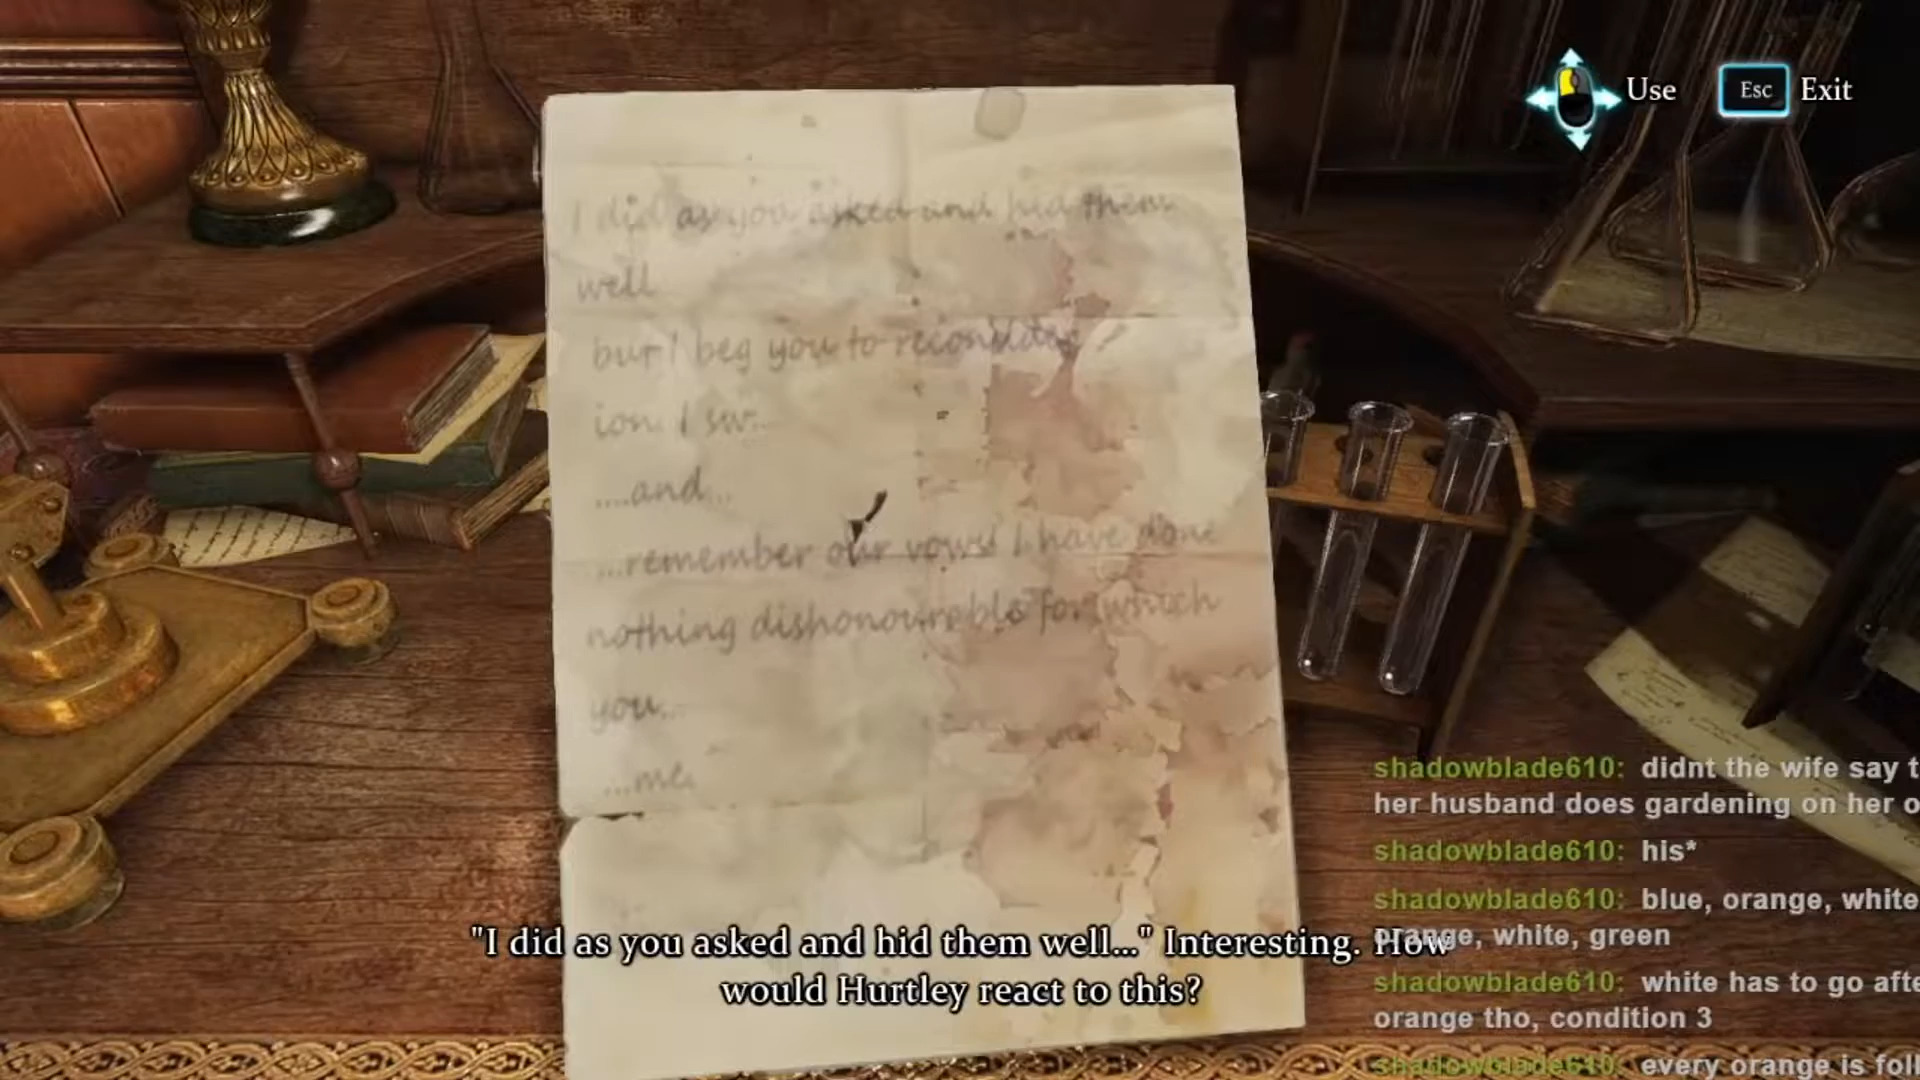 Use
Esc
Exit
I did as you asked and hid them
well
but I beg you to reconsider
ion. I sw...
....and...
...remember our vows! I have done
nothing dishonourable for which
you...
...me.
"I did as you asked and hid them well..." Interesting. How
would Hurtley react to this?
shadowblade610: didnt the wife say t
her husband does gardening on her o
shadowblade610: his*
shadowblade610: blue, orange, white
orange, white, green
shadowblade610: white has to go afte
orange tho, condition 3
shadowblade610: every orange is foll